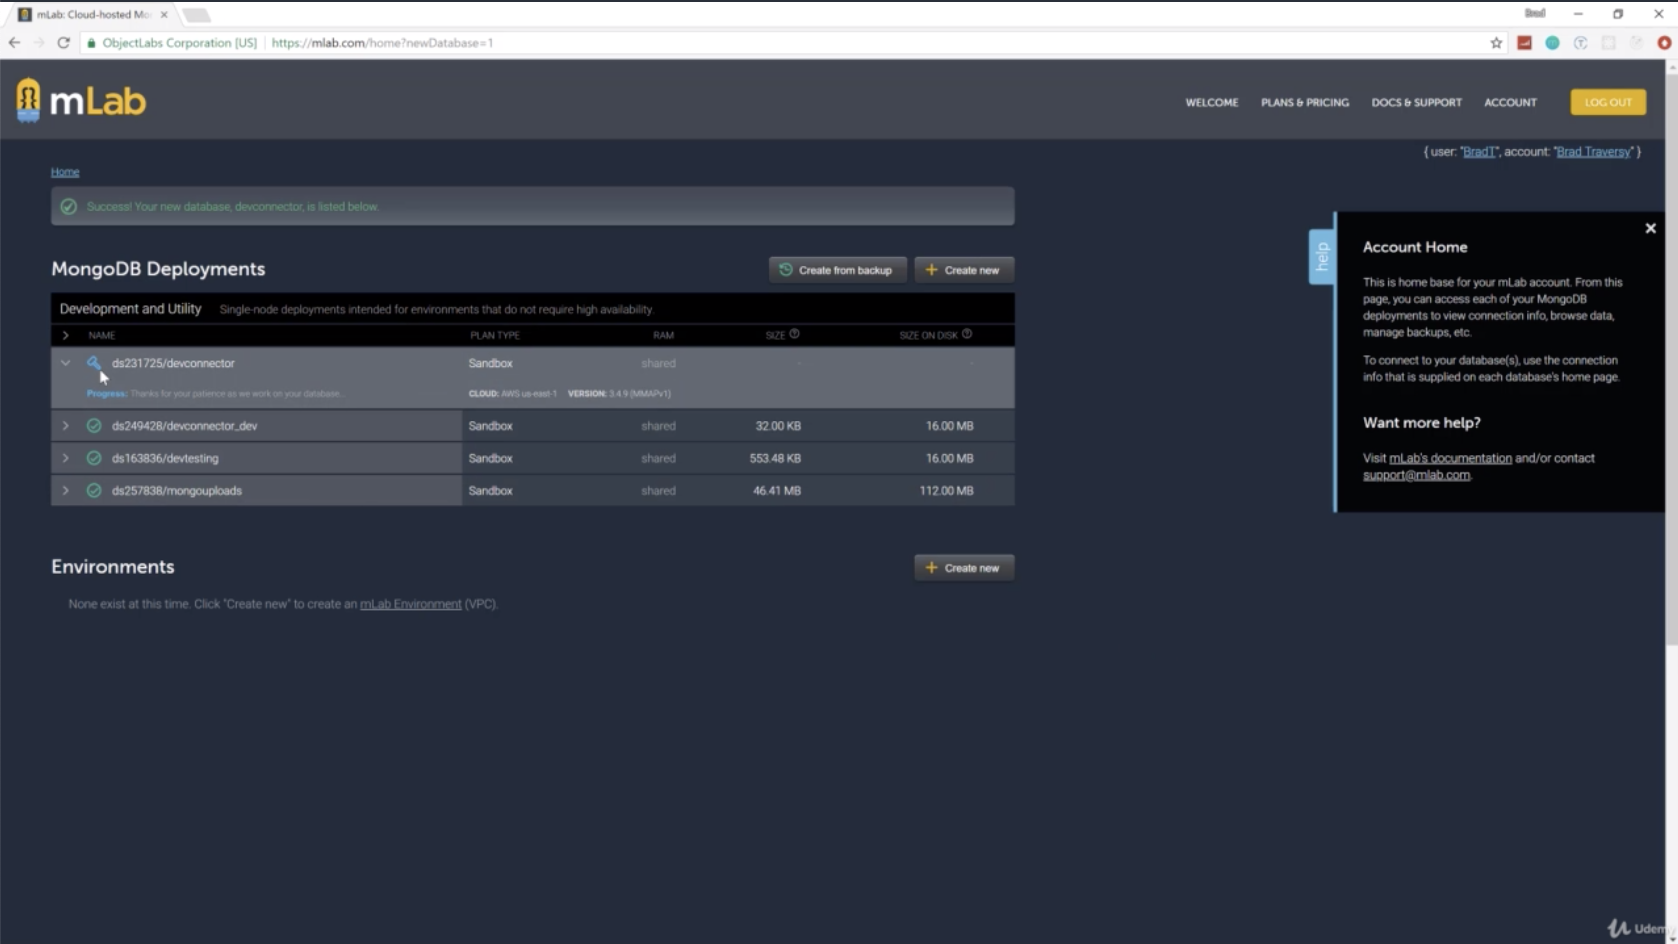 mLab: Cloud-hosted Mo
Brad
ObjectLabs Corporation [US] https://mlab.com/home?newDatabase=1
mLab
WELCOME PLANS & PRICING DOCS & SUPPORT ACCOUNT LOG OUT
{ user: "BradT", account: "Brad Traversy" }
Home
Success! Your new database, devconnector, is listed below.
MongoDB Deployments
Create from backup
Create new
Development and Utility Single-node deployments intended for environments that do not require high availability.
NAME PLAN TYPE RAM SIZE SIZE ON DISK
ds231725/devconnector Sandbox shared - -
Progress: Thanks for your patience as we work on your database... CLOUD: AWS us-east-1 VERSION: 3.4.9 (MMAPv1)
ds249428/devconnector_dev Sandbox shared 32.00 KB 16.00 MB
ds163836/devtesting Sandbox shared 553.48 KB 16.00 MB
ds257838/mongouploads Sandbox shared 46.41 MB 112.00 MB
Environments
Create new
None exist at this time. Click "Create new" to create an mLab Environment (VPC).
help
Account Home
This is home base for your mLab account. From this
page, you can access each of your MongoDB
deployments to view connection info, browse data,
manage backups, etc.
To connect to your database(s), use the connection
info that is supplied on each database's home page.
Want more help?
Visit mLab's documentation and/or contact
support@mlab.com.
Udem